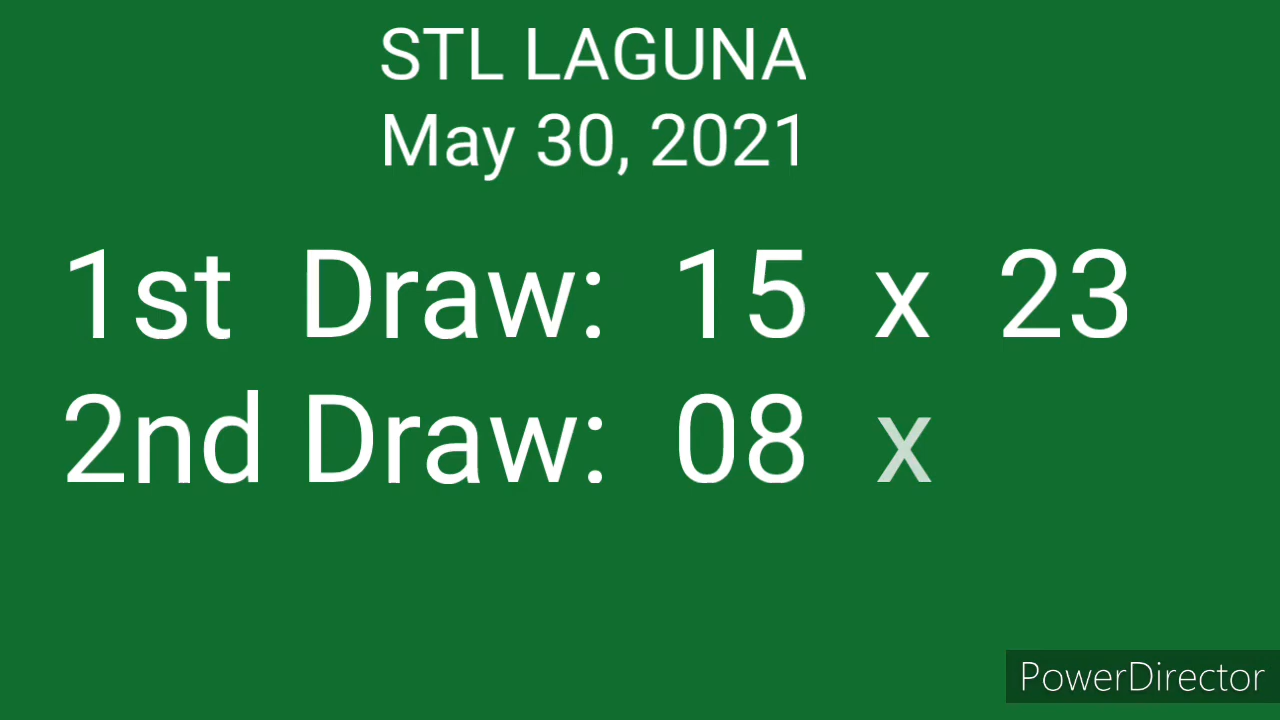 STL LAGUNA
May 30, 2021
1st Draw: 15 x 23
2nd Draw: 08 x
PowerDirector